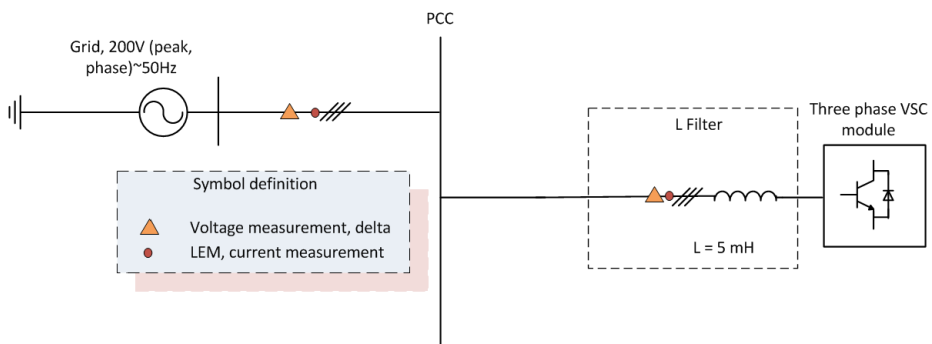 PCC
Grid, 200V (peak,
phase)~50Hz
Three phase VSC
module
L Filter
L = 5 mH
Symbol definition
Voltage measurement, delta
LEM, current measurement